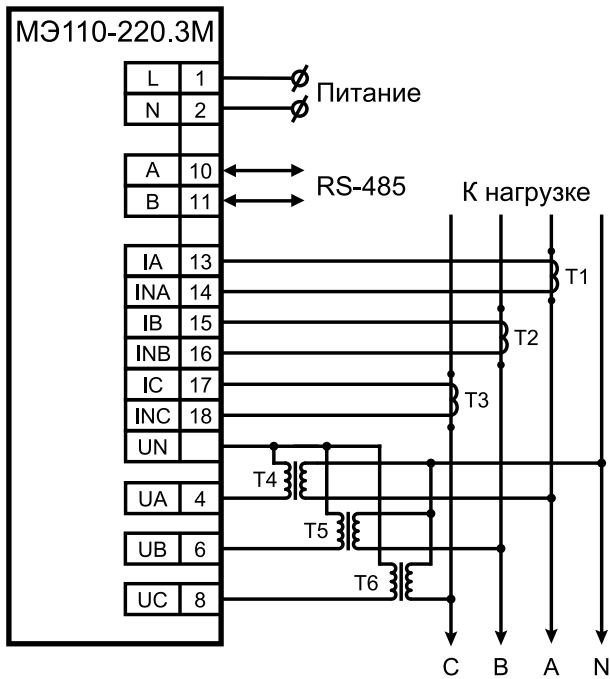 МЭ110-220.3М
L 1
N 2
Питание
A 10
B 11
RS-485
К нагрузке
IA 13
INA 14
T1
IB 15
INB 16
T2
IC 17
INC 18
T3
UN
T4
UA 4
T5
UB 6
T6
UC 8
C B A N